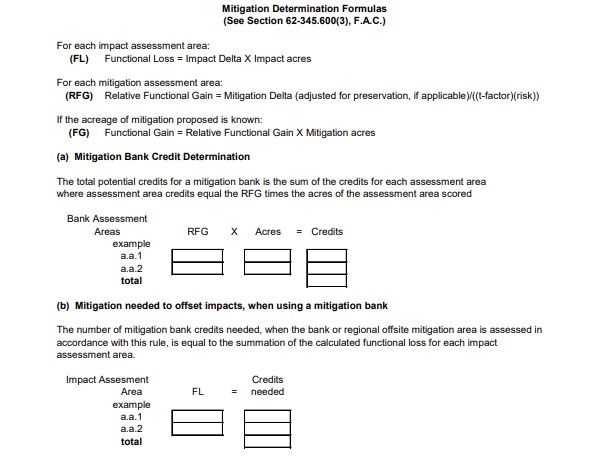 Mitigation Determination Formulas
(See Section 62-345.600(3), F.A.C.)
For each impact assessment area:
(FL) Functional Loss = Impact Delta X Impact acres
For each mitigation assessment area:
(RFG) Relative Functional Gain = Mitigation Delta (adjusted for preservation, if applicable)/((t-factor)(risk))
If the acreage of mitigation proposed is known:
(FG) Functional Gain = Relative Functional Gain X Mitigation acres
(a) Mitigation Bank Credit Determination
The total potential credits for a mitigation bank is the sum of the credits for each assessment area
where assessment area credits equal the RFG times the acres of the assessment area scored
Bank Assessment
Areas RFG X Acres = Credits
example
a.a.1
a.a.2
total
(b) Mitigation needed to offset impacts, when using a mitigation bank
The number of mitigation bank credits needed, when the bank or regional offsite mitigation area is assessed in
accordance with this rule, is equal to the summation of the calculated functional loss for each impact
assessment area.
Impact Assesment Credits
Area FL = needed
example
a.a.1
a.a.2
total